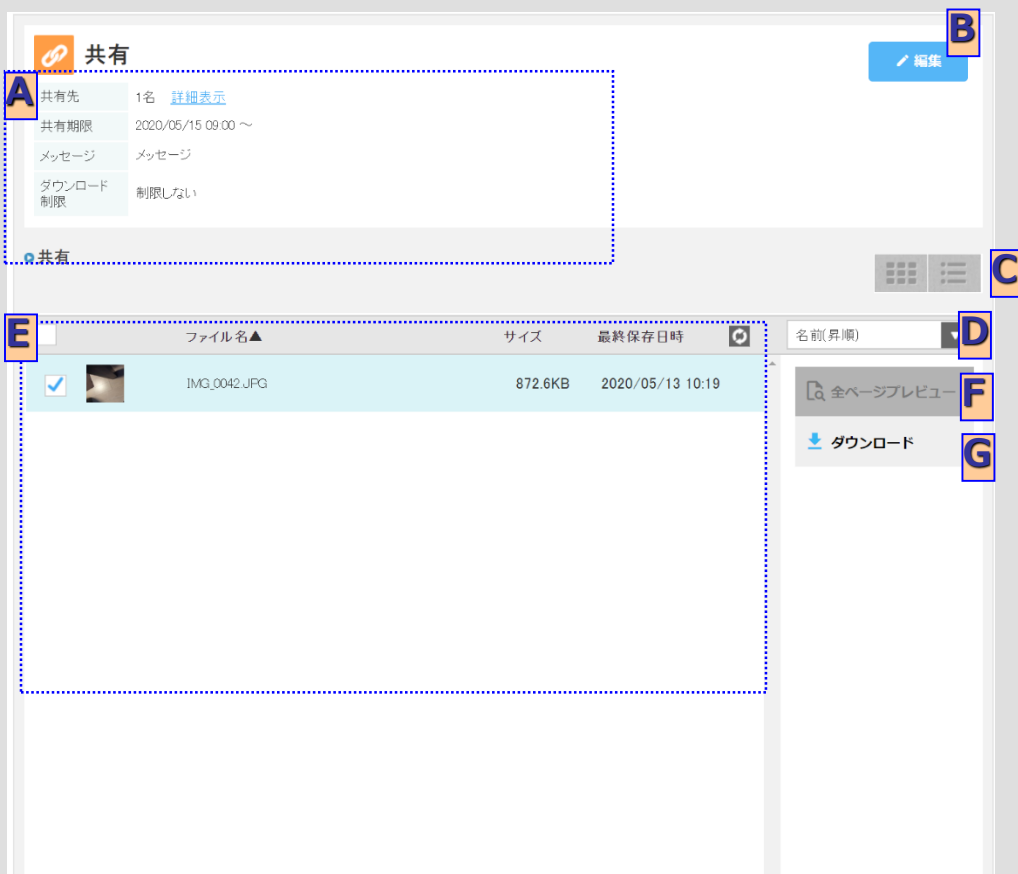 共有
B
編集
A
共有先 1名 詳細表示
共有期限 2020/05/15 09:00 ～
メッセージ メッセージ
ダウンロード
制限
制限しない
共有
C
E
ファイル名▲ サイズ 最終保存日時
名前(昇順) ▼
D
IMG_0042.JPG 872.6KB 2020/05/13 10:19
全ページプレビュー
F
ダウンロード
G